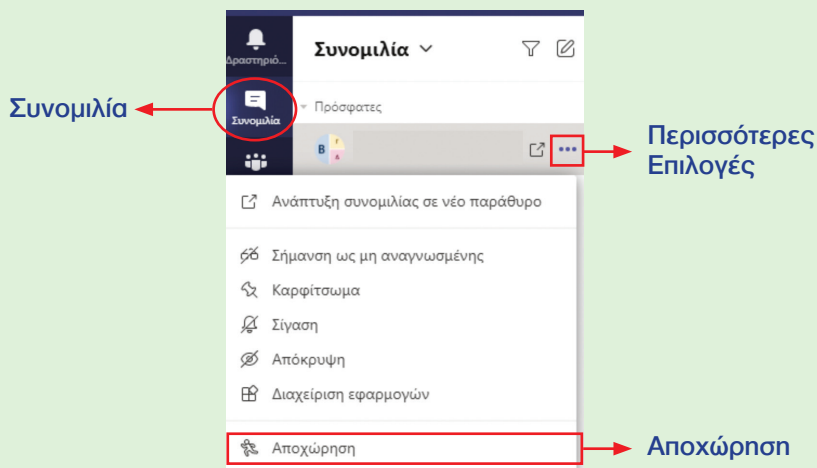 Δραστηριό...
Συνομιλία
Συνομιλία
Συνομιλία
Πρόσφατες
B
Περισσότερες
Επιλογές
Ανάπτυξη συνομιλίας σε νέο παράθυρο
Σήμανση ως μη αναγνωσμένης
Καρφίτσωμα
Σίγαση
Απόκρυψη
Διαχείριση εφαρμογών
Αποχώρηση
Αποχώρηση